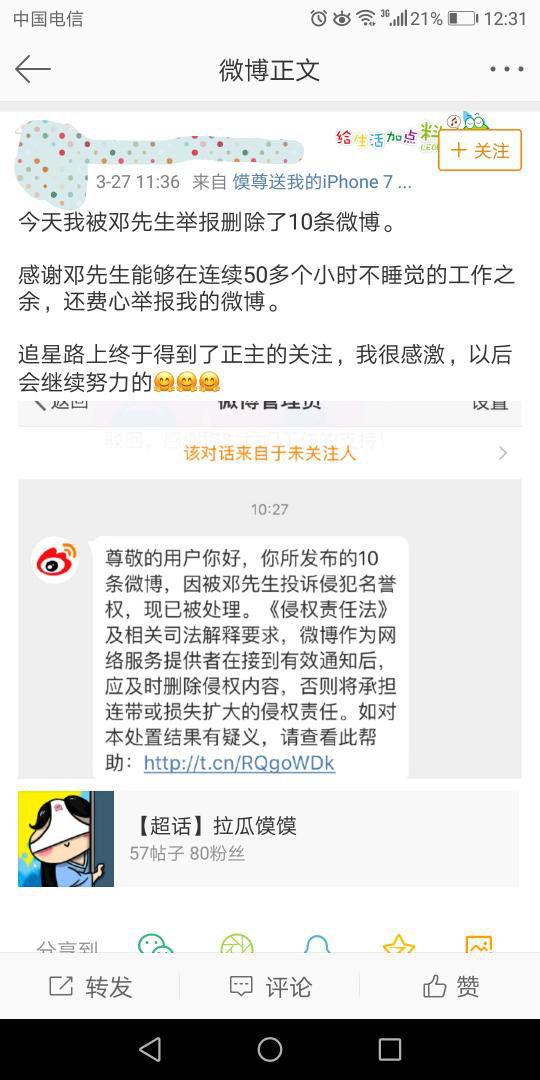 中国电信
3G
21%
12:31
微博正文
给生活加点料
+ 关注
3-27 11:36 来自 馍尊送我的iPhone 7 ...
今天我被邓先生举报删除了10条微博。
感谢邓先生能够在连续50多个小时不睡觉的工作之
余，还费心举报我的微博。
追星路上终于得到了正主的关注，我很感激，以后
会继续努力的🤗🤗🤗
返回
微博管理员
设置
该对话来自于未关注人
10:27
尊敬的用户你好，你所发布的10
条微博，因被邓先生投诉侵犯名誉
权，现已被处理。《侵权责任法》
及相关司法解释要求，微博作为网
络服务提供者在接到有效通知后，
应及时删除侵权内容，否则将承担
连带或损失扩大的侵权责任。如对
本处置结果有疑义，请查看此帮
助：http://t.cn/RQgoWDk
【超话】拉瓜馍馍
57帖子 80粉丝
分享到
转发
评论
赞